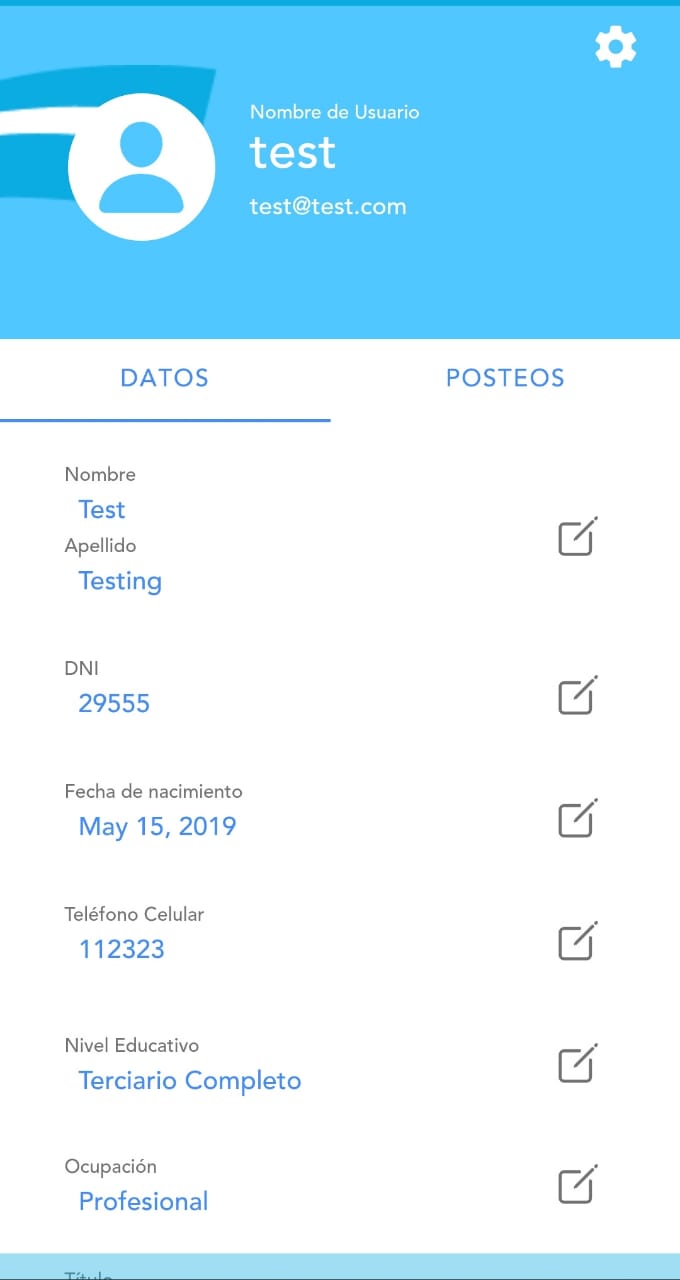 Nombre de Usuario
test
test@test.com
DATOS
POSTEOS
Nombre
Test
Apellido
Testing
DNI
29555
Fecha de nacimiento
May 15, 2019
Teléfono Celular
112323
Nivel Educativo
Terciario Completo
Ocupación
Profesional
Título